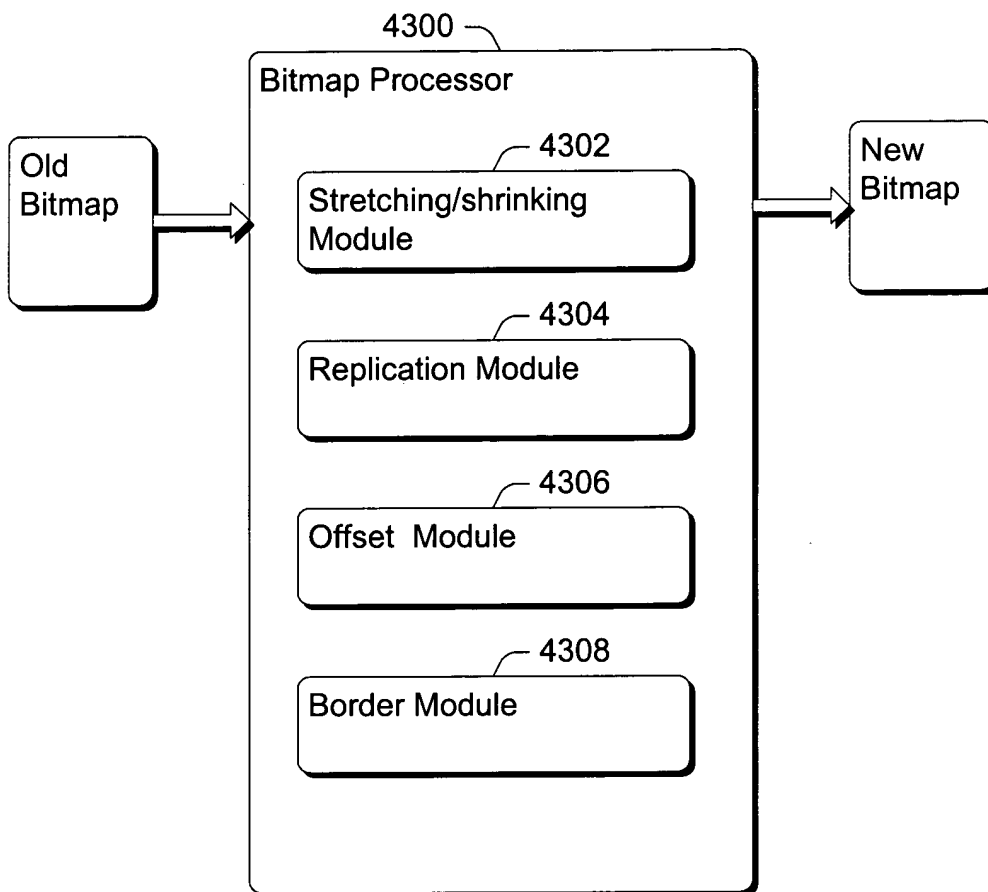 4300
Bitmap Processor
Old
Bitmap
New
Bitmap
4302
Stretching/shrinking
Module
4304
Replication Module
4306
Offset Module
4308
Border Module